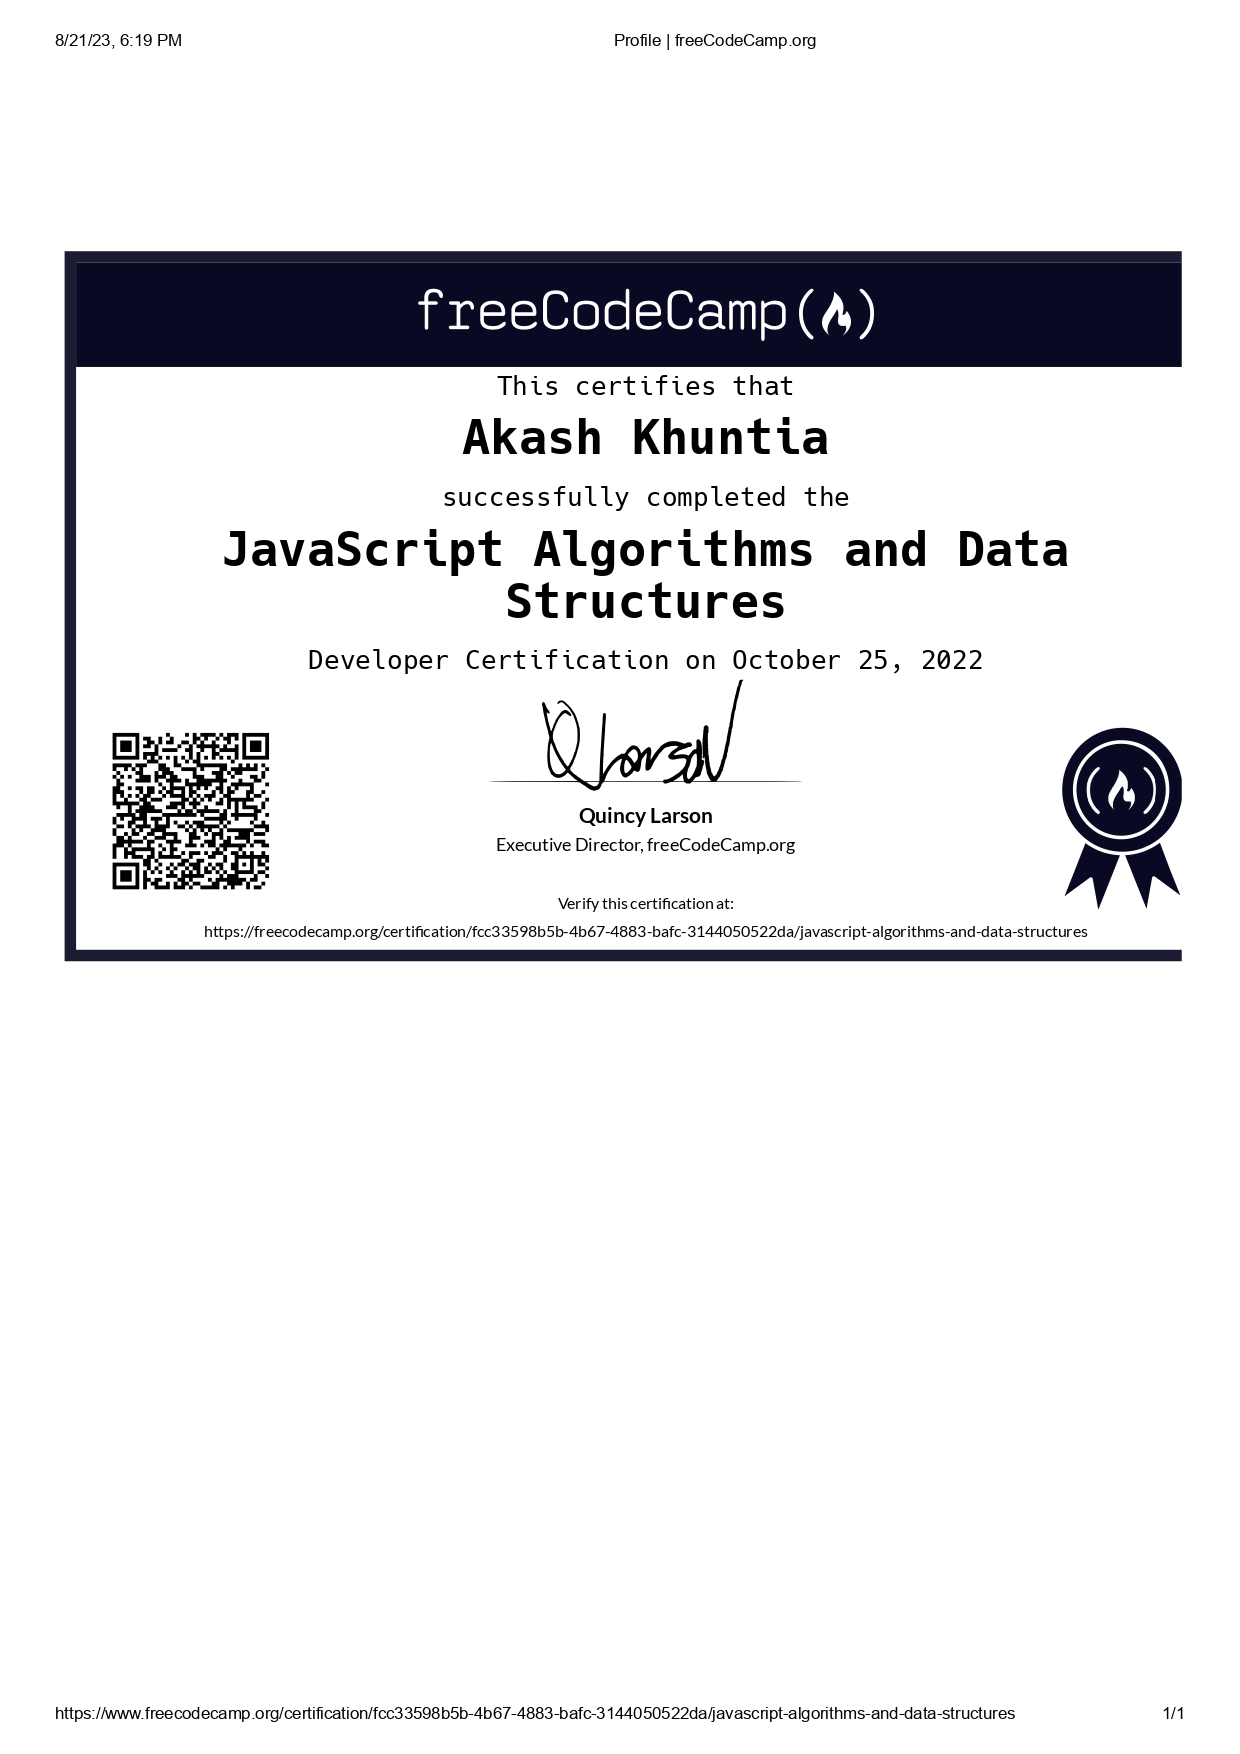 8/21/23, 6:19 PM Profile | freeCodeCamp.org
freeCodeCamp
This certifies that
Akash Khuntia
successfully completed the
JavaScript Algorithms and Data
Structures
Developer Certification on October 25, 2022
Quincy Larson
Executive Director, freeCodeCamp.org
Verify this certification at:
https://freecodecamp.org/certification/fcc33598b5b-4b67-4883-bafc-3144050522da/javascript-algorithms-and-data-structures
https://www.freecodecamp.org/certification/fcc33598b5b-4b67-4883-bafc-3144050522da/javascript-algorithms-and-data-structures 1/1